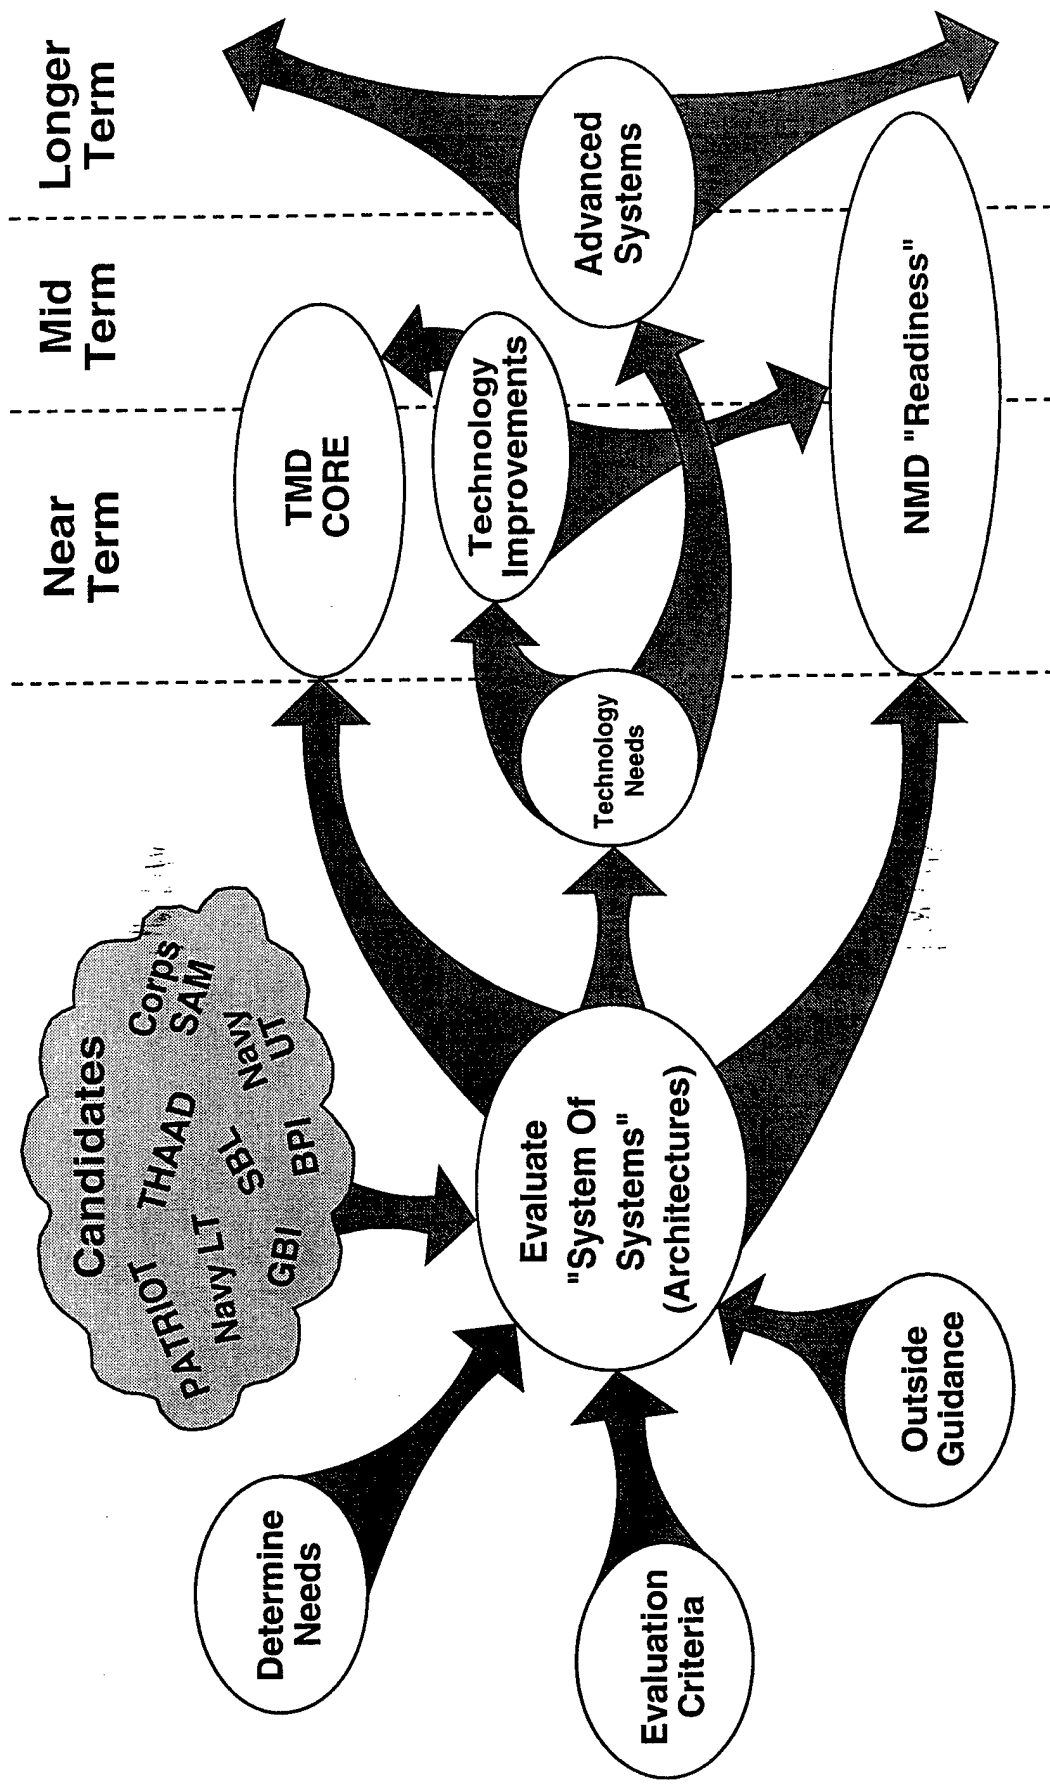 Near
Term
Mid
Term
Longer
Term
Candidates
PATRIOT
THAAD
Corps
SAM
Navy LT
SBL
Navy
UT
GBI
BPI
Determine
Needs
Evaluation
Criteria
Outside
Guidance
Evaluate
"System Of
Systems"
(Architectures)
Technology
Needs
TMD
CORE
Technology
Improvements
Advanced
Systems
NMD "Readiness"